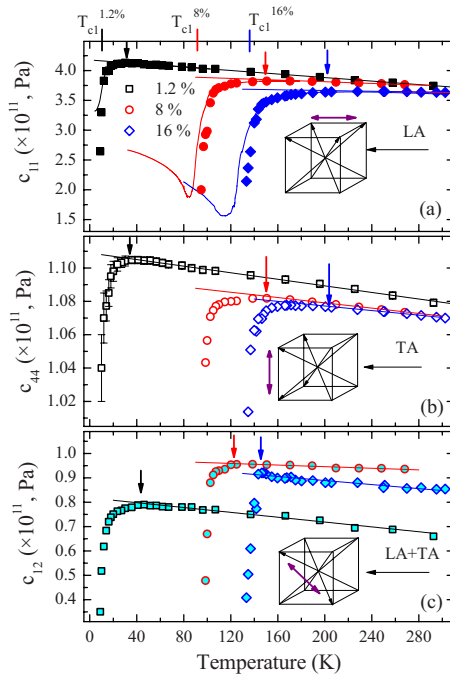 T_c1^1.2% T_c1^8% T_c1^16%
4.0
3.5
3.0
2.5
2.0
1.5
c_11 (×10^11, Pa)
1.2 %
8 %
16 %
LA
(a)
1.10
1.08
1.06
1.04
1.02
c_44 (×10^11, Pa)
TA
(b)
1.0
0.9
0.8
0.7
0.6
0.5
0.4
c_12 (×10^11, Pa)
LA+TA
(c)
0 40 80 120 160 200 240 280
Temperature (K)